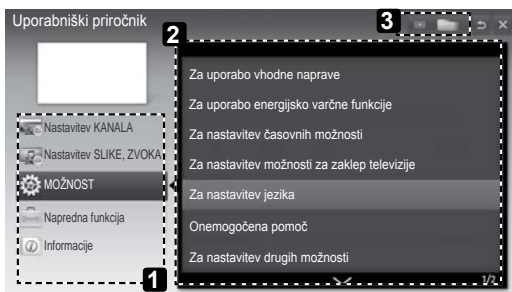 Uporabniški priročnik
3
2
Za uporabo vhodne naprave
Za uporabo energijsko varčne funkcije
Nastavitev KANALA
Za nastavitev časovnih možnosti
Nastavitev SLIKE, ZVOKA
Za nastavitev možnosti za zaklep televizije
MOŽNOST
Za nastavitev jezika
Napredna funkcija
Onemogočena pomoč
Informacije
Za nastavitev drugih možnosti
1
1/2